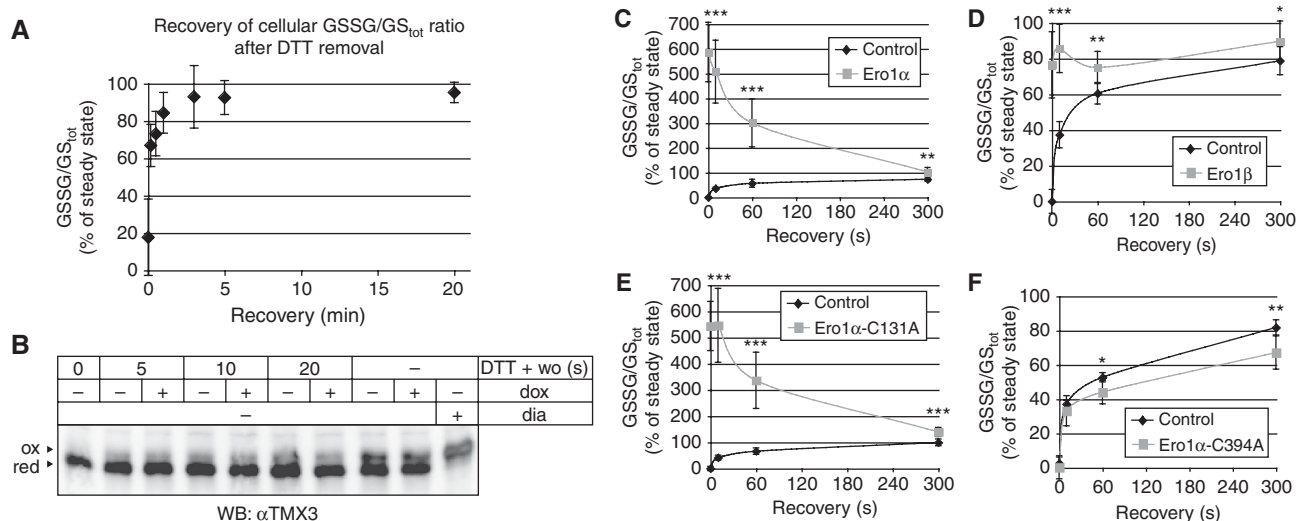 A
Recovery of cellular GSSG/GStot ratio
after DTT removal
GSSG/GStot
(% of steady state)
100
80
60
40
20
0
0 5 10 15 20
Recovery (min)
B
0 5 10 20 – DTT + wo (s)
– – + – + – + – + – dox
– + dia
ox
red
WB: αTMX3
C
GSSG/GStot
(% of steady state)
700
600
500
400
300
200
100
0
***
***
**
Control
Ero1α
0 60 120 180 240 300
Recovery (s)
D
GSSG/GStot
(% of steady state)
100
80
60
40
20
0
***
**
*
Control
Ero1β
0 60 120 180 240 300
Recovery (s)
E
GSSG/GStot
(% of steady state)
700
600
500
400
300
200
100
0
***
***
***
Control
Ero1α-C131A
0 60 120 180 240 300
Recovery (s)
F
GSSG/GStot
(% of steady state)
100
80
60
40
20
0
*
**
Control
Ero1α-C394A
0 60 120 180 240 300
Recovery (s)